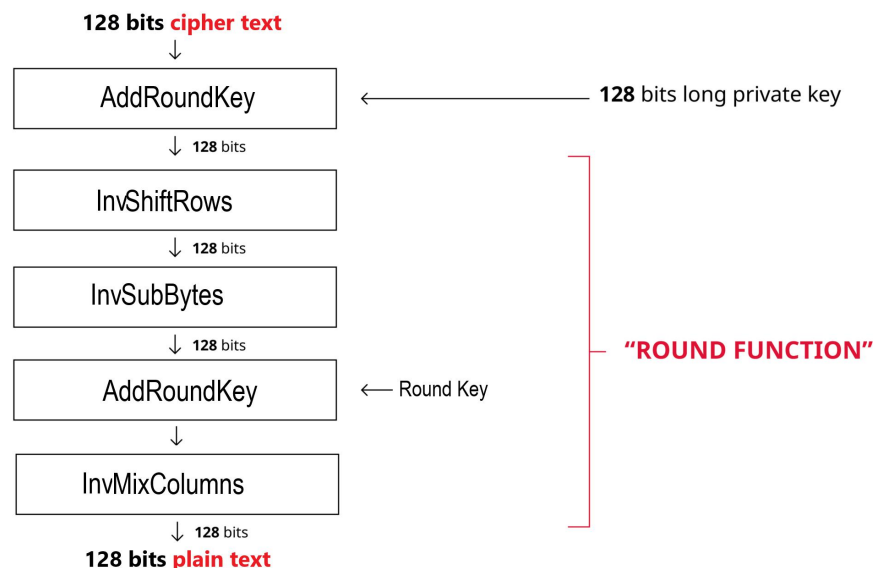 128 bits cipher text
AddRoundKey
128 bits long private key
128 bits
InvShiftRows
128 bits
InvSubBytes
128 bits
“ROUND FUNCTION”
AddRoundKey
Round Key
InvMixColumns
128 bits
128 bits plain text